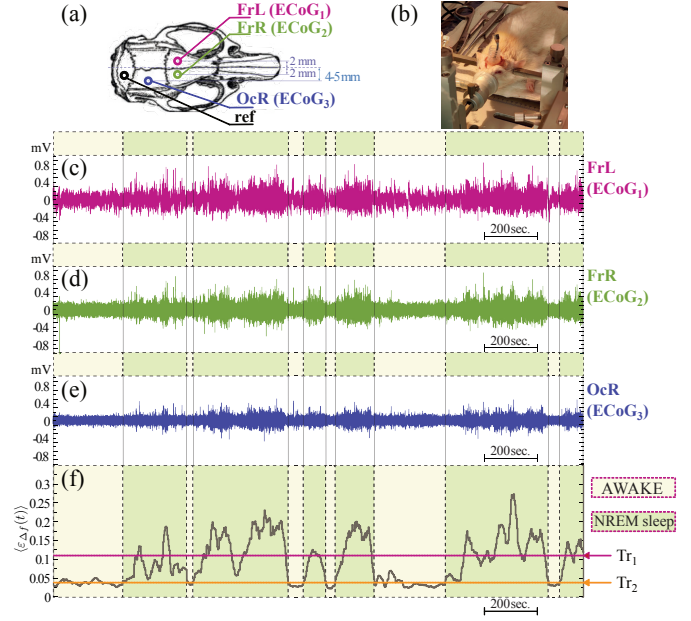 (a)
FrL (ECoG1)
FrR (ECoG2)
2 mm
2 mm
4-5mm
OcR (ECoG3)
ref
(b)
mV
(c)
0.8
0.4
0
-0.4
-0.8
FrL
(ECoG1)
200sec.
mV
(d)
0.8
0.4
0
-0.4
-0.8
FrR
(ECoG2)
200sec.
mV
(e)
0.8
0.4
0
-0.4
-0.8
OcR
(ECoG3)
200sec.
(f)
⟨εΔf(t)⟩
0.3
0.25
0.2
0.15
0.1
0.05
0
AWAKE
NREM sleep
Tr1
Tr2
200sec.